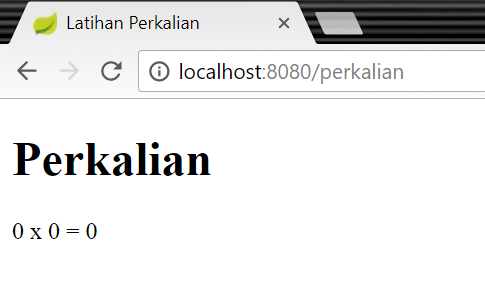 Latihan Perkalian
localhost:8080/perkalian
Perkalian
0 x 0 = 0